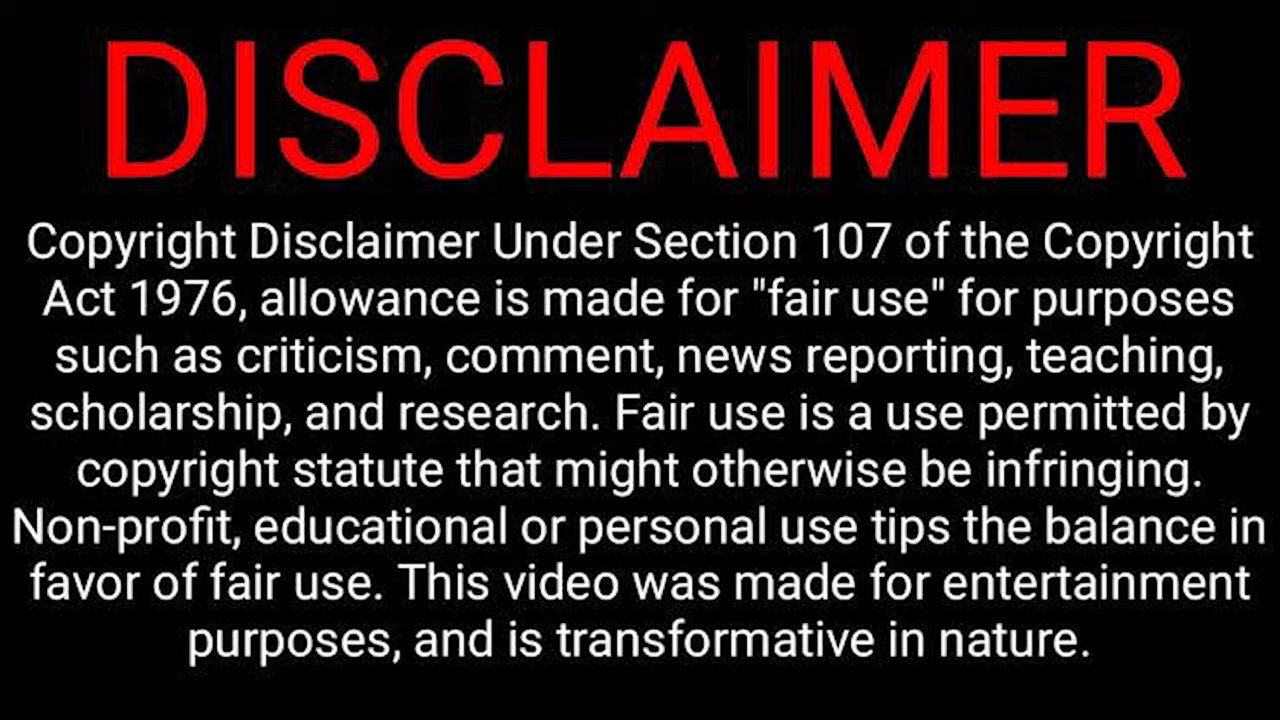 DISCLAIMER
Copyright Disclaimer Under Section 107 of the Copyright
Act 1976, allowance is made for "fair use" for purposes
such as criticism, comment, news reporting, teaching,
scholarship, and research. Fair use is a use permitted by
copyright statute that might otherwise be infringing.
Non-profit, educational or personal use tips the balance in
favor of fair use. This video was made for entertainment
purposes, and is transformative in nature.